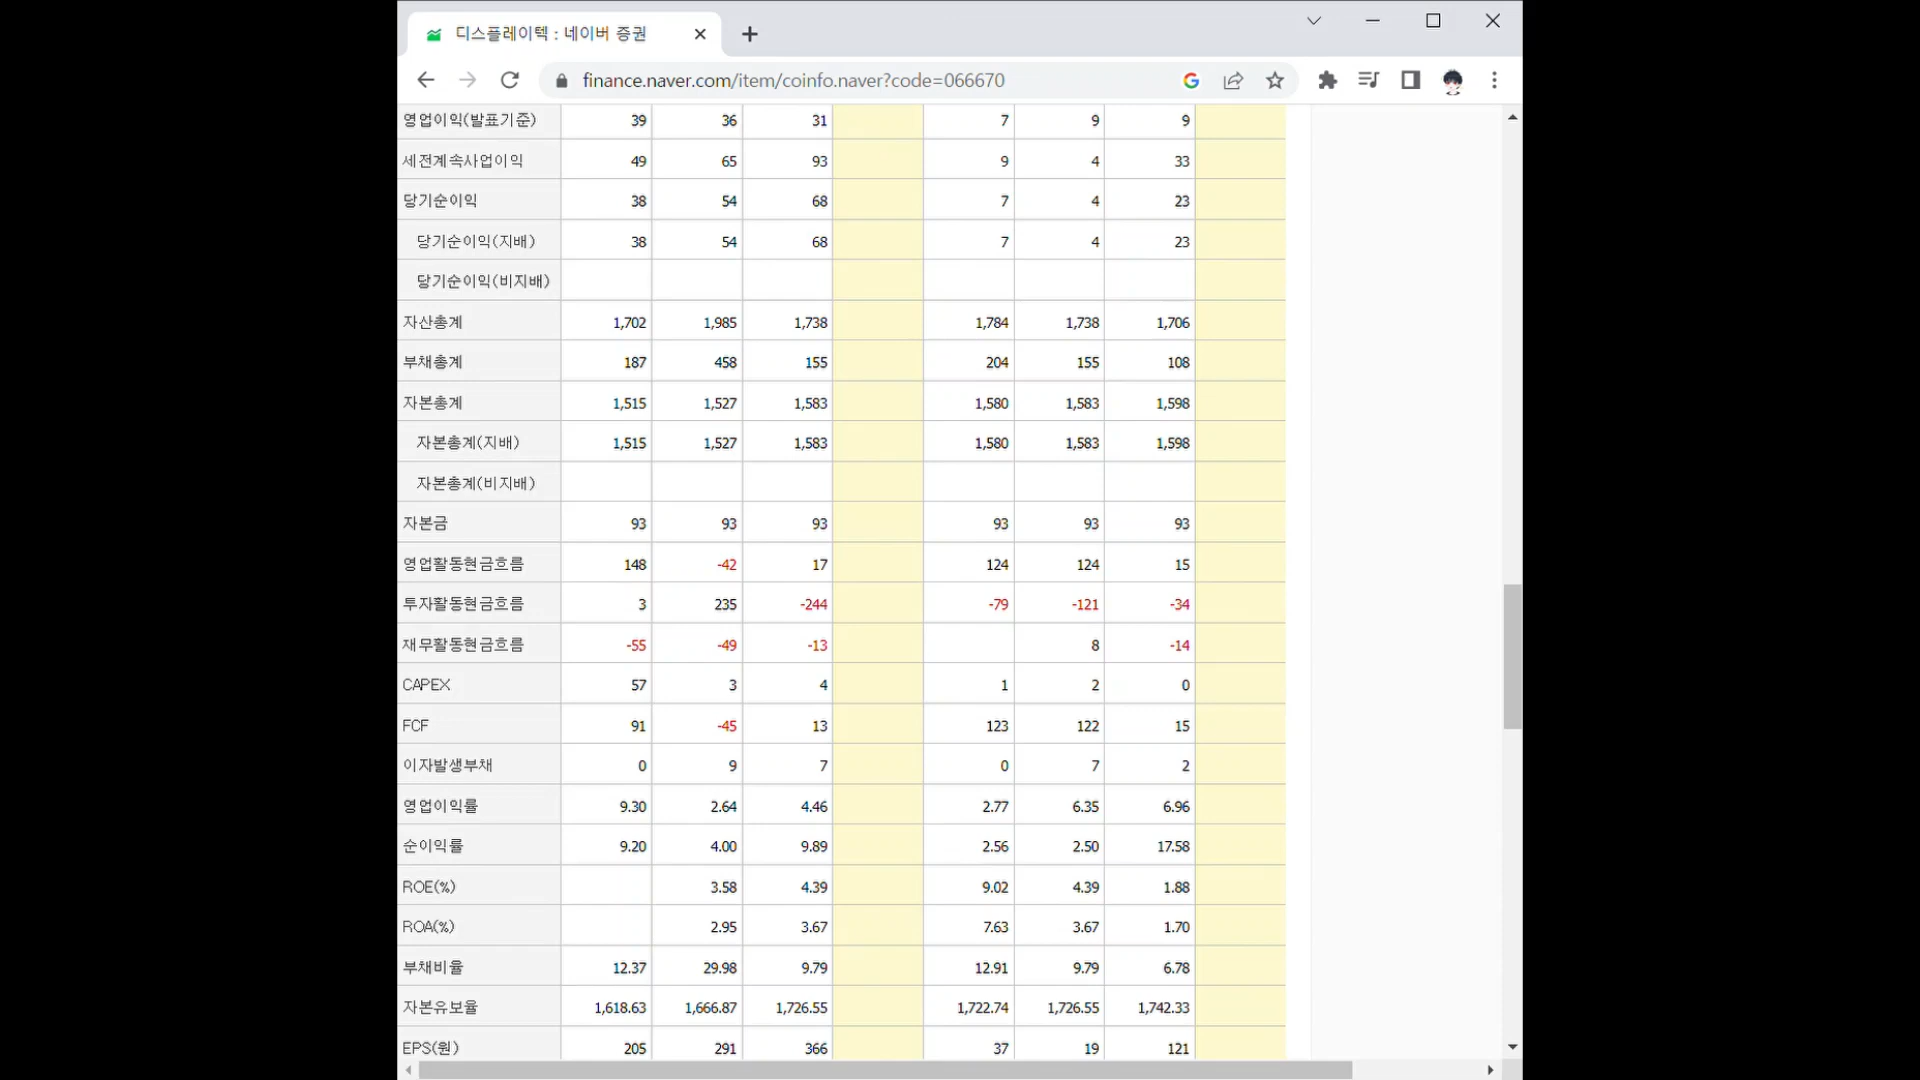 디스플레이텍 : 네이버 증권
finance.naver.com/item/coinfo.naver?code=066670
영업이익(발표기준) 39 36 31 7 9 9
세전계속사업이익 49 65 93 9 4 33
당기순이익 38 54 68 7 4 23
당기순이익(지배) 38 54 68 7 4 23
당기순이익(비지배)
자산총계 1,702 1,985 1,738 1,784 1,738 1,706
부채총계 187 458 155 204 155 108
자본총계 1,515 1,527 1,583 1,580 1,583 1,598
자본총계(지배) 1,515 1,527 1,583 1,580 1,583 1,598
자본총계(비지배)
자본금 93 93 93 93 93 93
영업활동현금흐름 148 -42 17 124 124 15
투자활동현금흐름 3 235 -244 -79 -121 -34
재무활동현금흐름 -55 -49 -13 8 -14
CAPEX 57 3 4 1 2 0
FCF 91 -45 13 123 122 15
이자발생부채 0 9 7 0 7 2
영업이익률 9.30 2.64 4.46 2.77 6.35 6.96
순이익률 9.20 4.00 9.89 2.56 2.50 17.58
ROE(%) 3.58 4.39 9.02 4.39 1.88
ROA(%) 2.95 3.67 7.63 3.67 1.70
부채비율 12.37 29.98 9.79 12.91 9.79 6.78
자본유보율 1,618.63 1,666.87 1,726.55 1,722.74 1,726.55 1,742.33
EPS(원) 205 291 366 37 19 121